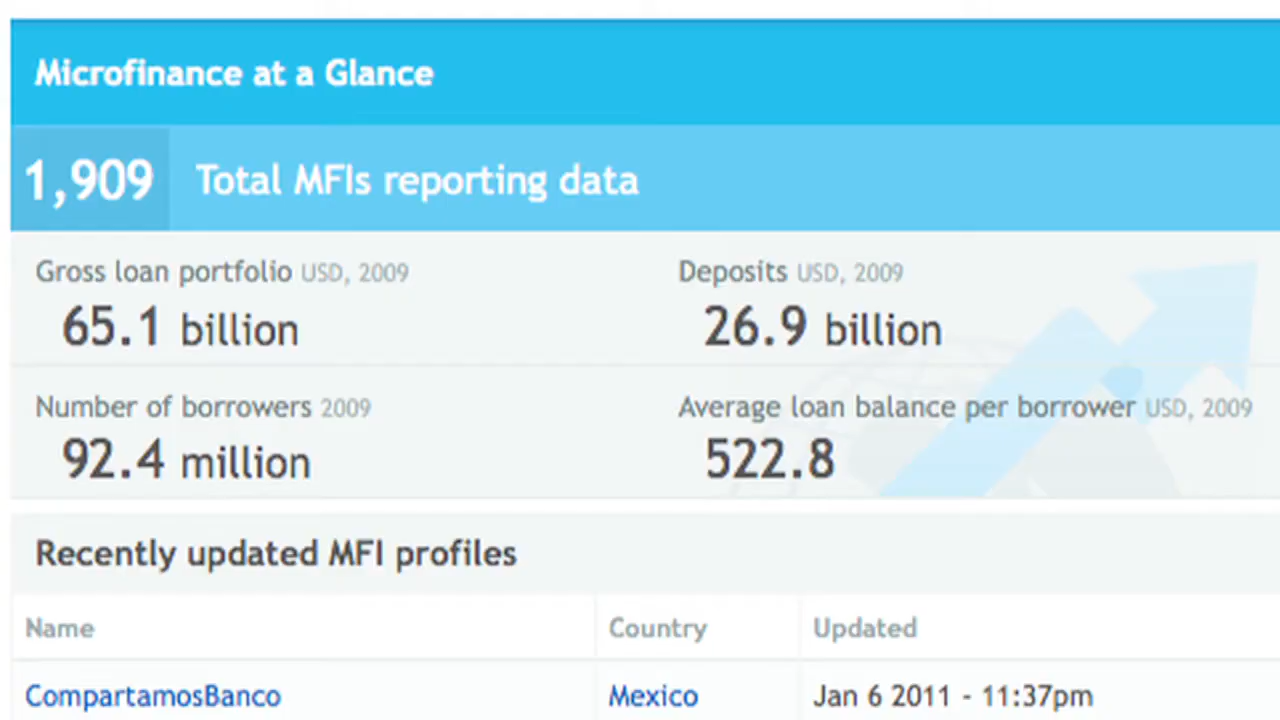 Microfinance at a Glance
1,909 Total MFIs reporting data
Gross loan portfolio USD, 2009
65.1 billion
Deposits USD, 2009
26.9 billion
Number of borrowers 2009
92.4 million
Average loan balance per borrower USD, 2009
522.8
Recently updated MFI profiles
Name Country Updated
CompartamosBanco Mexico Jan 6 2011 - 11:37pm